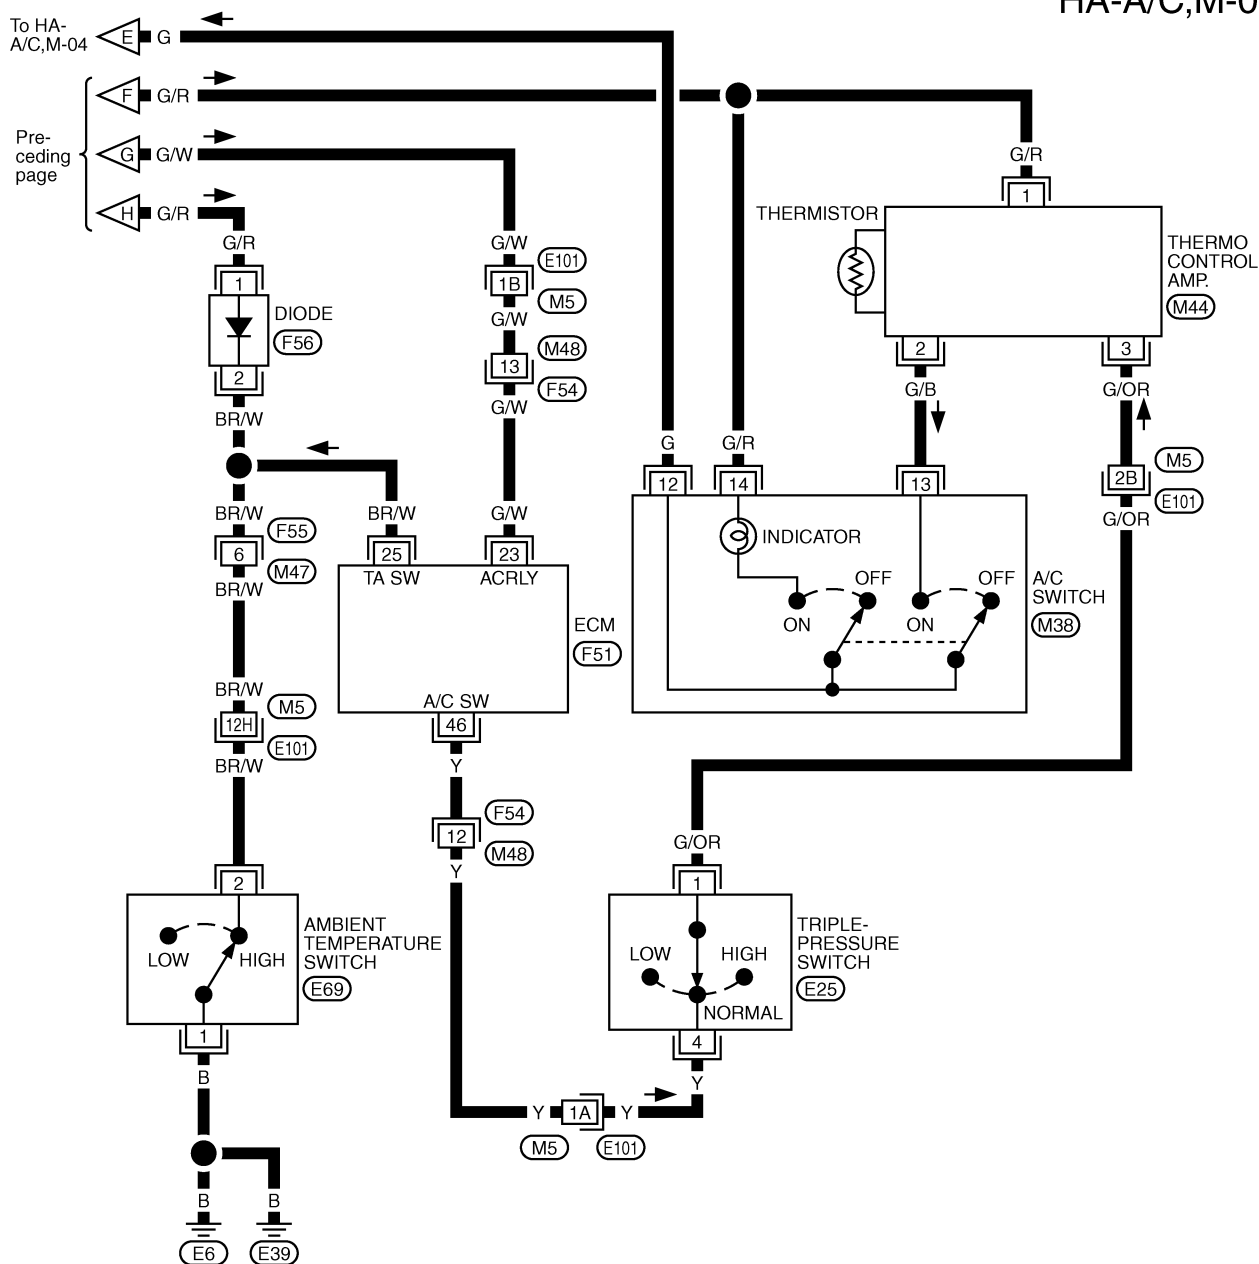 HA-A/C,M-0
To HA-
A/C,M-04
E
G
F
G/R
Pre-
ceding
page
G
G/W
H
G/R
G/R
G/R
1
THERMISTOR
THERMO
CONTROL
AMP.
M44
2
3
G/B
G/OR
M5
2B
E101
G/OR
1
DIODE
F56
2
BR/W
G/W
E101
1B
M5
G/W
M48
13
F54
G/W
G
G/R
12
14
13
INDICATOR
OFF
OFF
ON
ON
A/C
SWITCH
M38
BR/W
F55
6
M47
BR/W
BR/W
G/W
25
23
TA SW
ACRLY
ECM
F51
A/C SW
46
Y
BR/W
M5
12H
E101
BR/W
F54
12
M48
Y
G/OR
1
TRIPLE-
PRESSURE
SWITCH
E25
LOW
HIGH
NORMAL
4
Y
2
AMBIENT
TEMPERATURE
SWITCH
E69
LOW
HIGH
1
B
Y
1A
Y
M5
E101
B
B
E6
E39